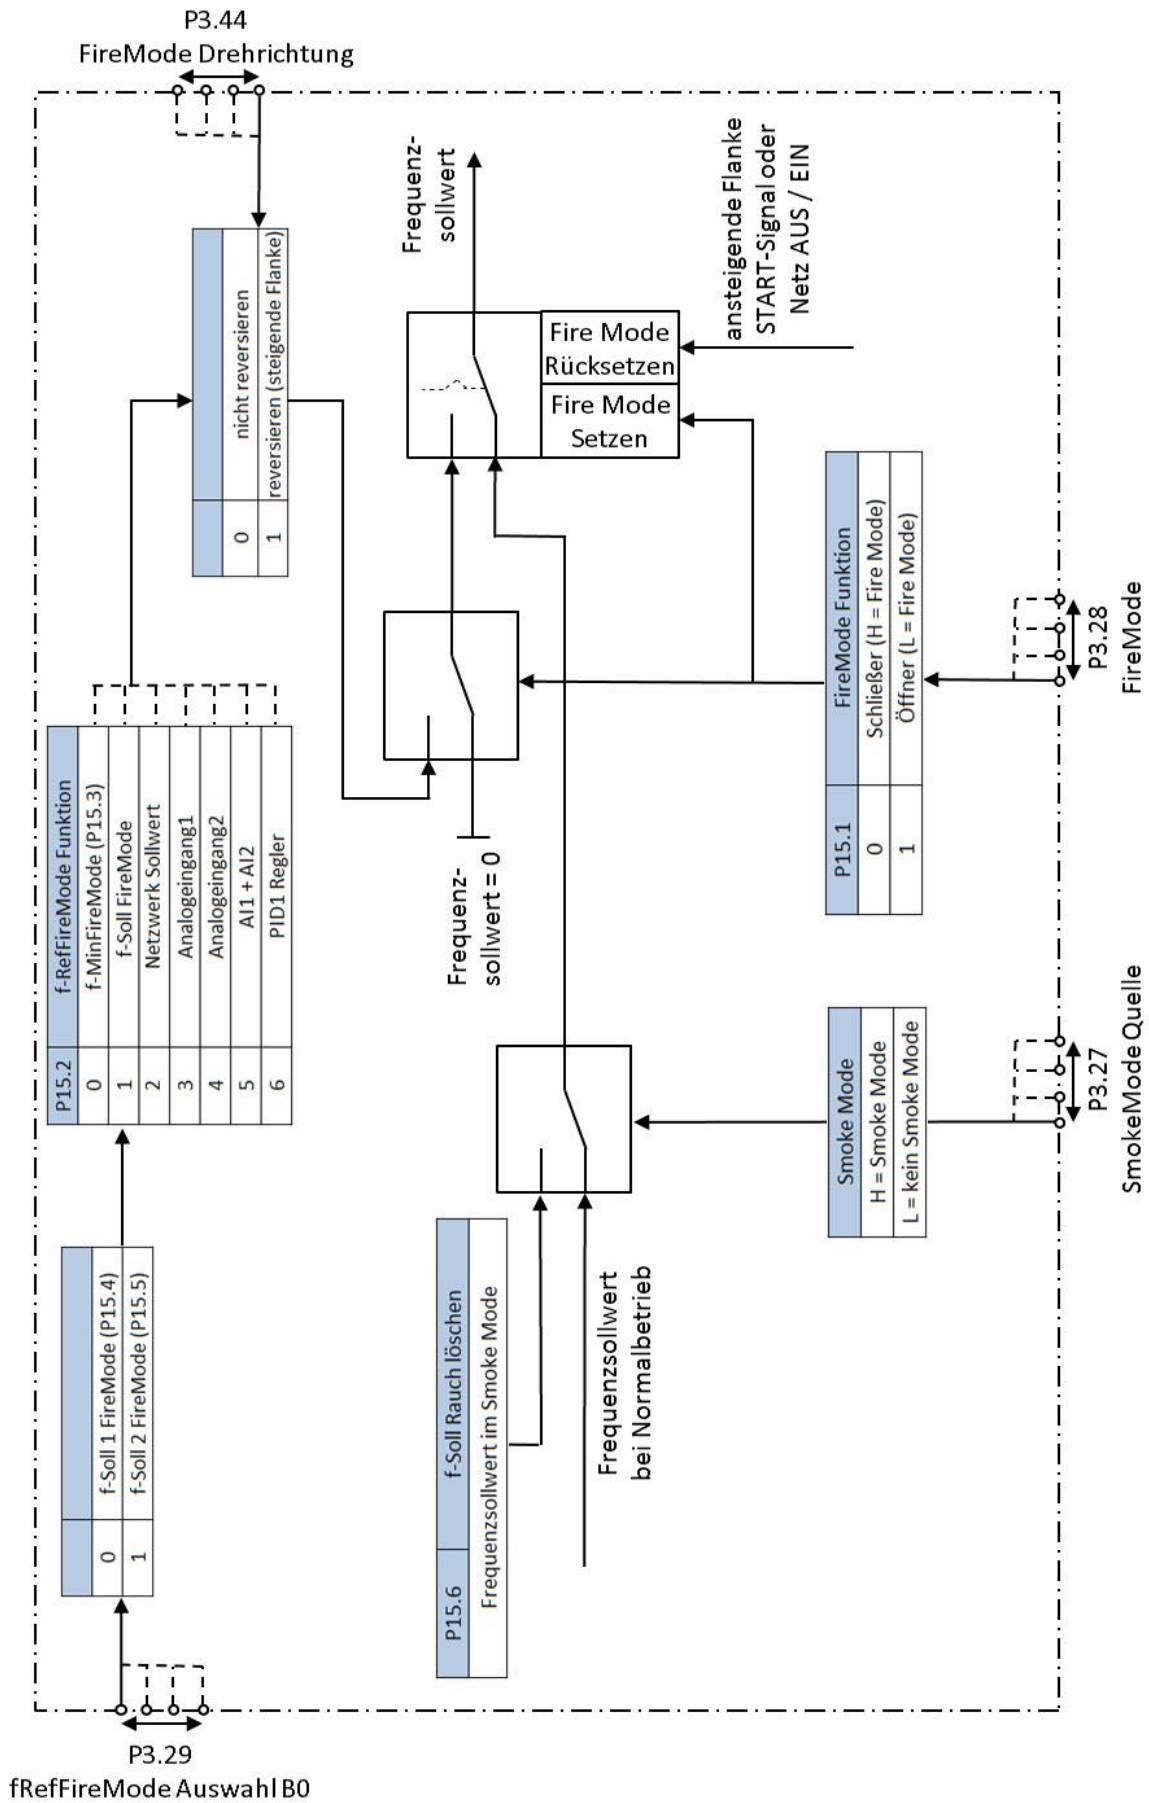 P3.44
FireMode Drehrichtung
0 nicht reversieren
1 reversieren (steigende Flanke)
Frequenz-
sollwert
Fire Mode
Rücksetzen
Fire Mode
Setzen
ansteigende Flanke
START-Signal oder
Netz AUS / EIN
P15.2 f-RefFireMode Funktion
0 f-MinFireMode (P15.3)
1 f-Soll FireMode
2 Netzwerk Sollwert
3 Analogeingang1
4 Analogeingang2
5 AI1 + AI2
6 PID1 Regler
Frequenz-
sollwert = 0
P15.1 FireMode Funktion
0 Schließer (H = Fire Mode)
1 Öffner (L = Fire Mode)
P3.28
FireMode
0 f-Soll 1 FireMode (P15.4)
1 f-Soll 2 FireMode (P15.5)
P15.6 f-Soll Rauch löschen
Frequenzsollwert im Smoke Mode
Frequenzsollwert
bei Normalbetrieb
Smoke Mode
H = Smoke Mode
L = kein Smoke Mode
P3.27
SmokeMode Quelle
P3.29
fRefFireMode Auswahl B0